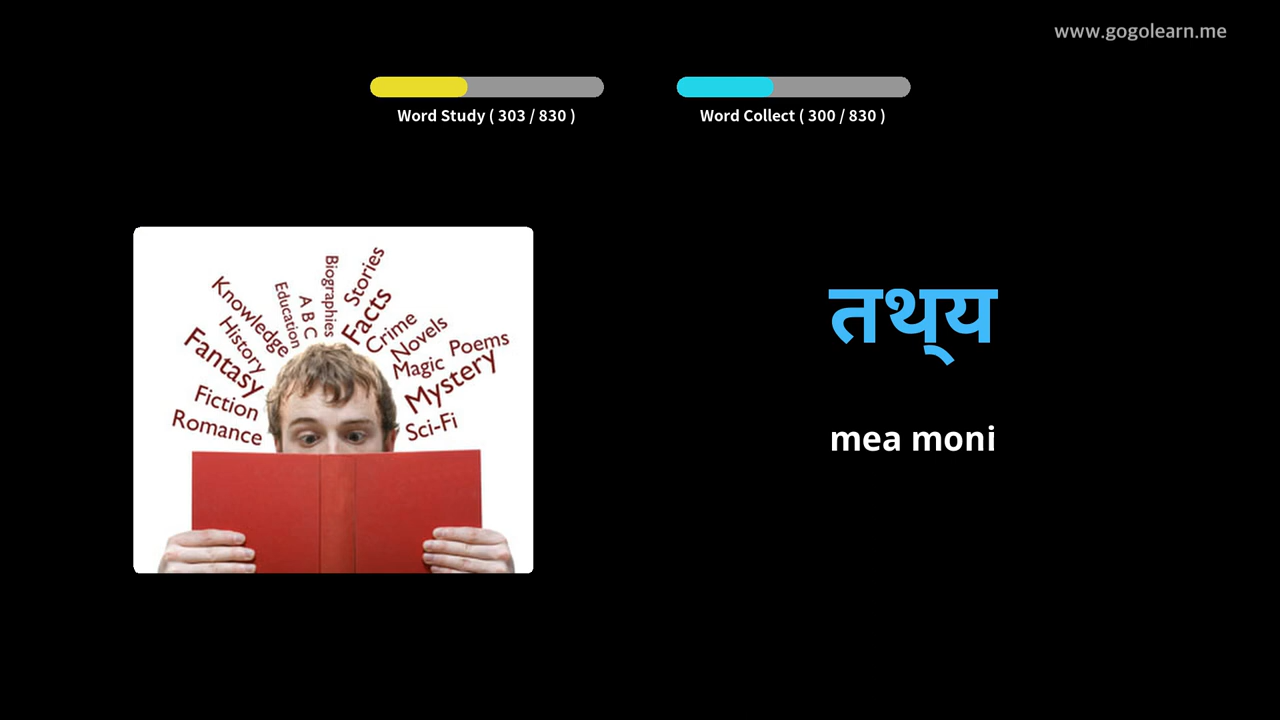 www.gogolearn.me
Word Study ( 303 / 830 )
Word Collect ( 300 / 830 )
Knowledge
History
Education
A B C
Biographies
Stories
Facts
Crime
Novels
Poems
Magic
Mystery
Sci-Fi
Fantasy
Fiction
Romance
तथ्‌य
mea moni